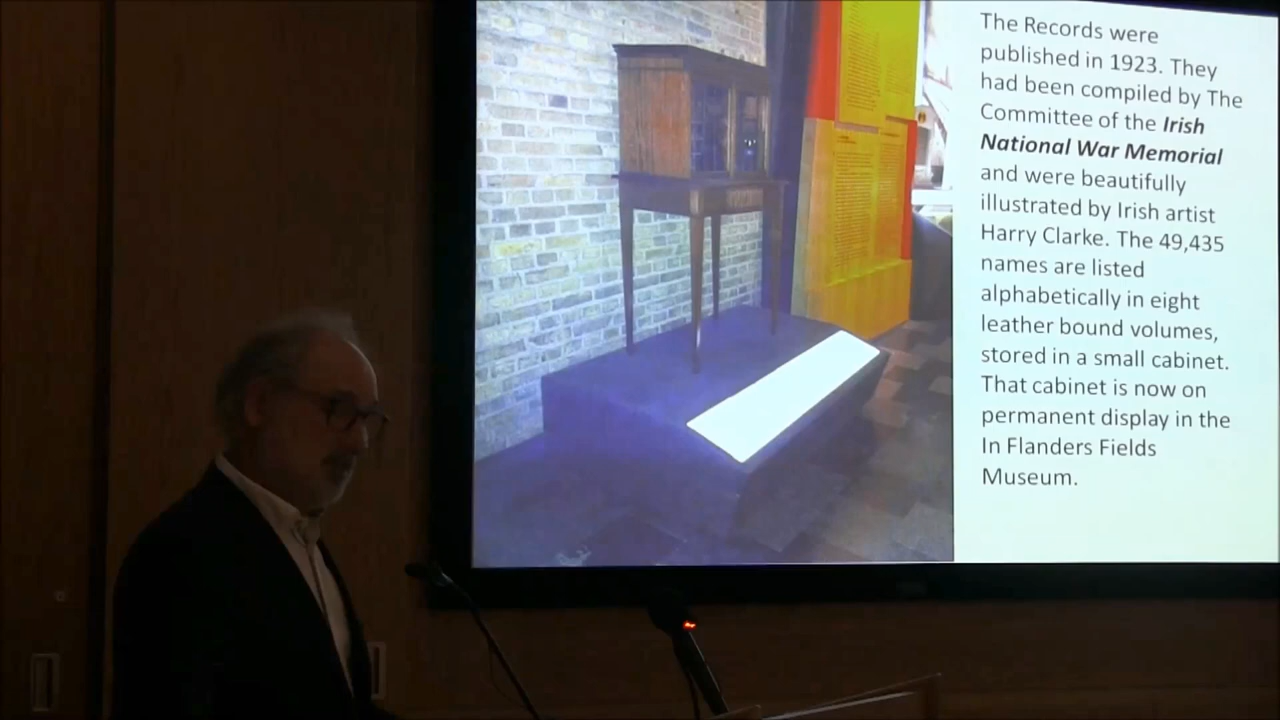 The Records were
published in 1923. They
had been compiled by The
Committee of the Irish
National War Memorial
and were beautifully
illustrated by Irish artist
Harry Clarke. The 49,435
names are listed
alphabetically in eight
leather bound volumes,
stored in a small cabinet.
That cabinet is now on
permanent display in the
In Flanders Fields
Museum.